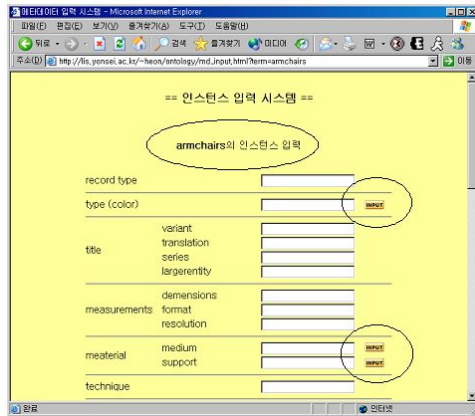 메타데이터 입력 시스템 - Microsoft Internet Explorer
파일(F) 편집(E) 보기(V) 즐겨찾기(A) 도구(T) 도움말(H)
뒤로 검색 즐겨찾기 미디어
주소(D) http://lis.yonsei.ac.kr/~heon/ontology/md_input.html?term=armchairs 이동
== 인스턴스 입력 시스템 ==
armchairs의 인스턴스 입력
record type
type (color) INPUT
title variant
translation
series
largerentity
measurements demensions
format
resolution
meaterial medium INPUT
support INPUT
technique
완료 인터넷